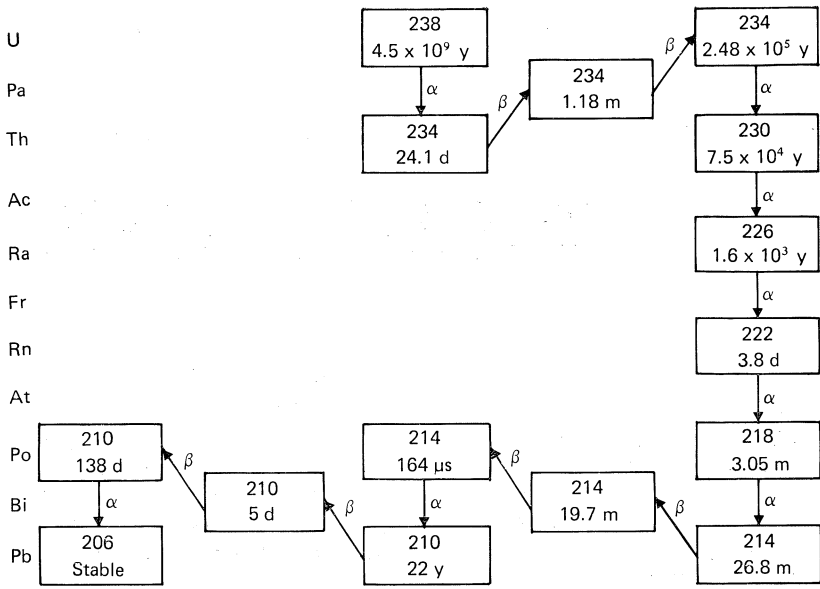 U
238
4.5 x 10⁹ y
234
2.48 x 10⁵ y
α
β
β
α
Pa
234
1.18 m
Th
234
24.1 d
230
7.5 x 10⁴ y
α
Ac
Ra
226
1.6 x 10³ y
α
Fr
Rn
222
3.8 d
α
At
Po
210
138 d
β
214
164 µs
β
218
3.05 m
α
α
α
Bi
210
5 d
β
214
19.7 m
β
Pb
206
Stable
210
22 y
214
26.8 m